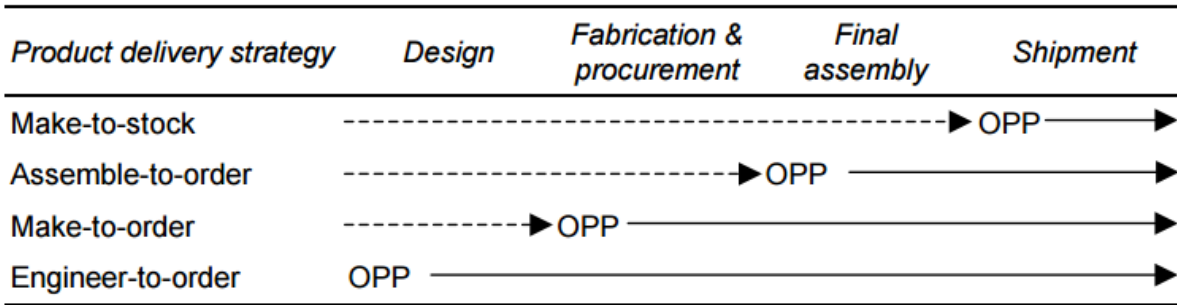 Product delivery strategy Design Fabrication & procurement Final assembly Shipment
Make-to-stock OPP
Assemble-to-order OPP
Make-to-order OPP
Engineer-to-order OPP